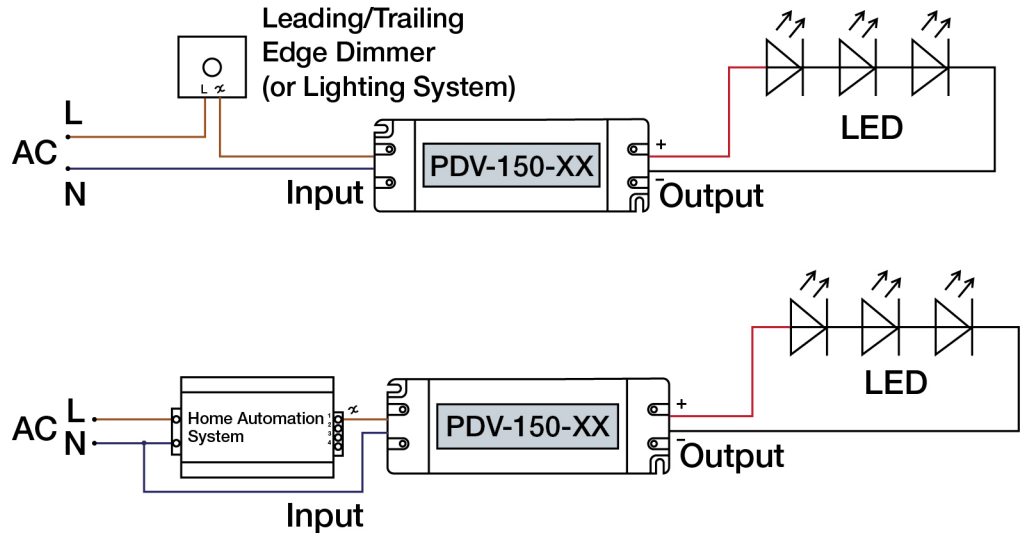 Leading/Trailing
Edge Dimmer
(or Lighting System)
L ≁
L
AC
N
Input
PDV-150-XX
+
-
Output
LED
L
AC
N
Home Automation
System
1
2
3
4
≁
Input
PDV-150-XX
+
-
Output
LED